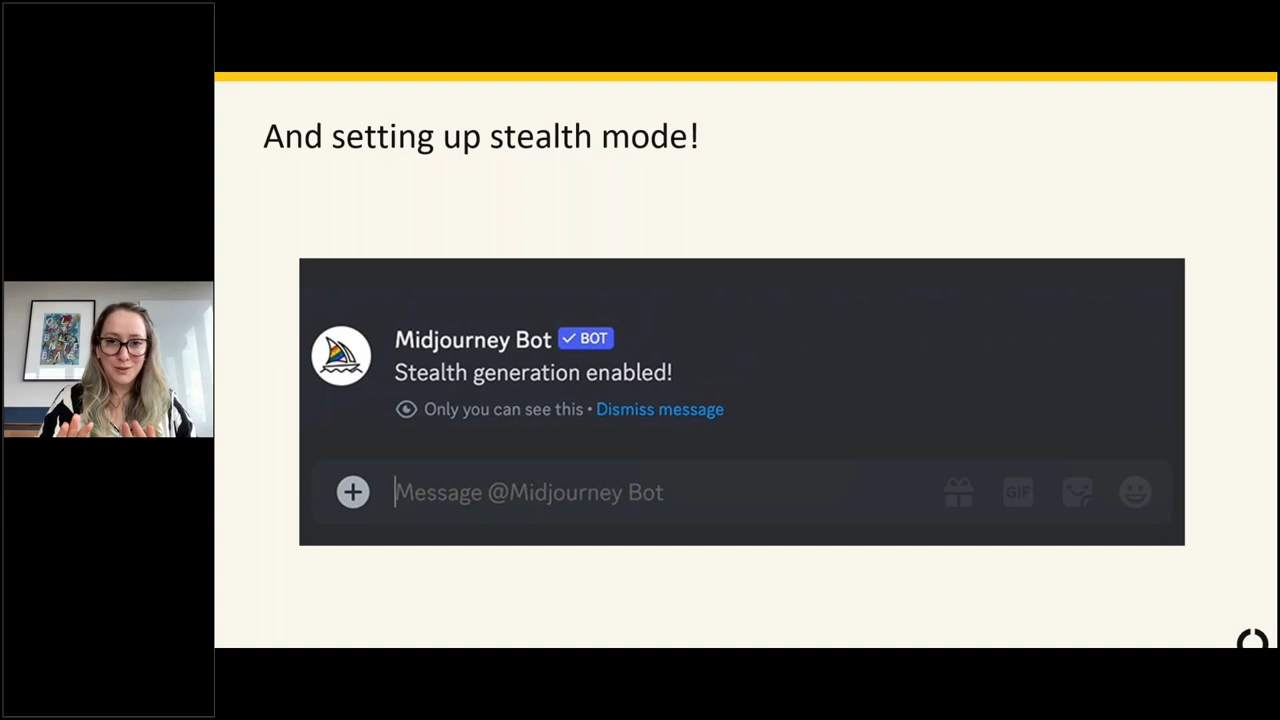 And setting up stealth mode!
Midjourney Bot ✓ BOT
Stealth generation enabled!
Only you can see this • Dismiss message
Message @Midjourney Bot
GIF